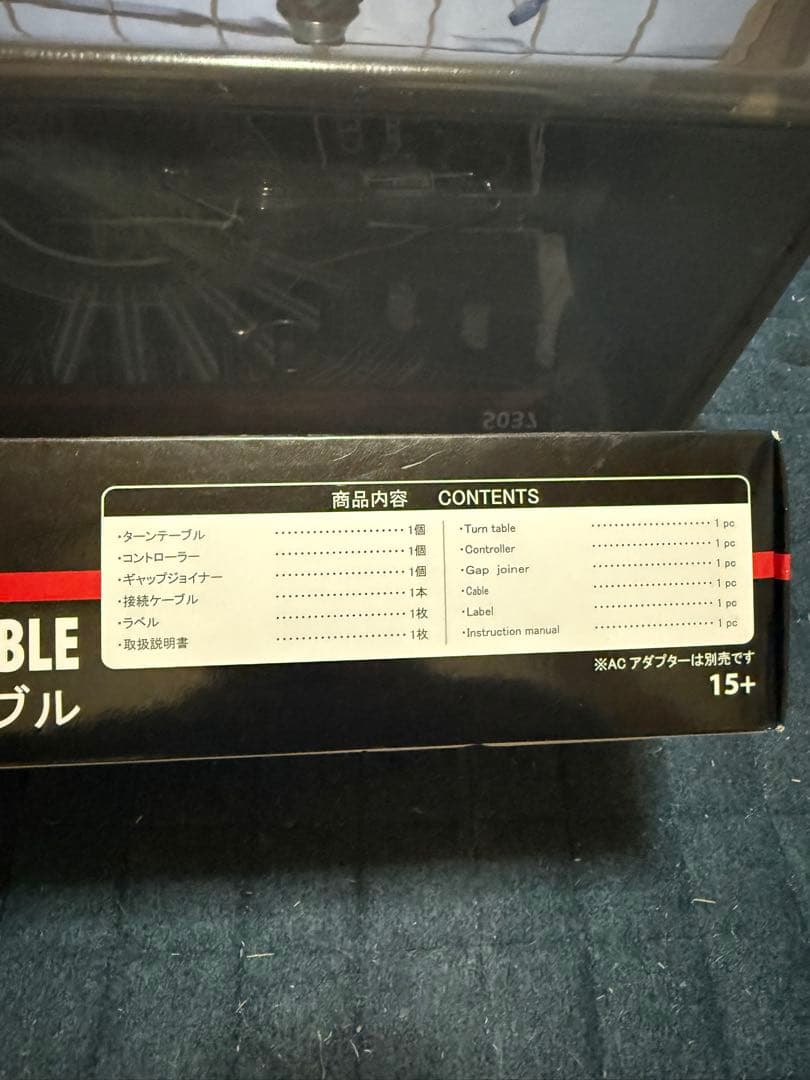 S037
商品内容 CONTENTS
・ターンテーブル ····················· 1個
・コントローラー ····················· 1個
・ギャップジョイナー ····················· 1個
・接続ケーブル ····················· 1本
・ラベル ····················· 1枚
・取扱説明書 ····················· 1枚
・Turn table ····················· 1 pc
・Controller ····················· 1 pc
・Gap joiner ····················· 1 pc
・Cable ····················· 1 pc
・Label ····················· 1 pc
・Instruction manual ····················· 1 pc
BLE
ブル
※AC アダプターは別売です
15+